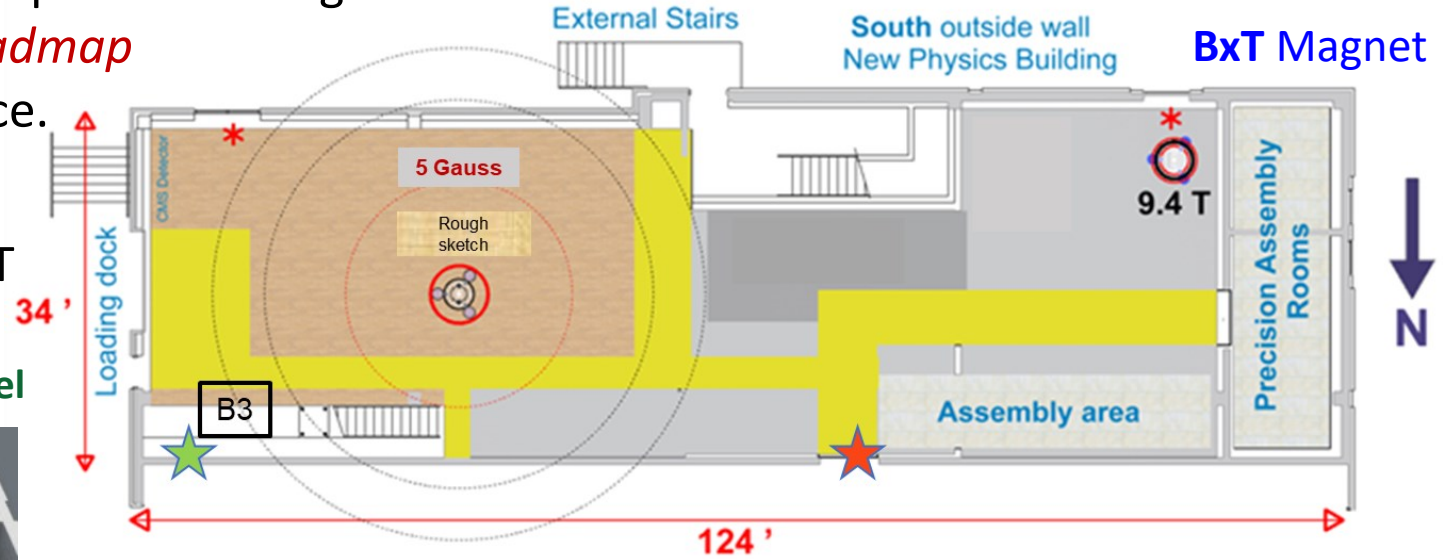 admap
ce.
T
el
External Stairs
South outside wall
New Physics Building
BxT Magnet
CMS Detector
5 Gauss
Rough
sketch
*
*
9.4 T
Loading dock
34 '
B3
Assembly area
Precision Assembly
Rooms
N
124 '